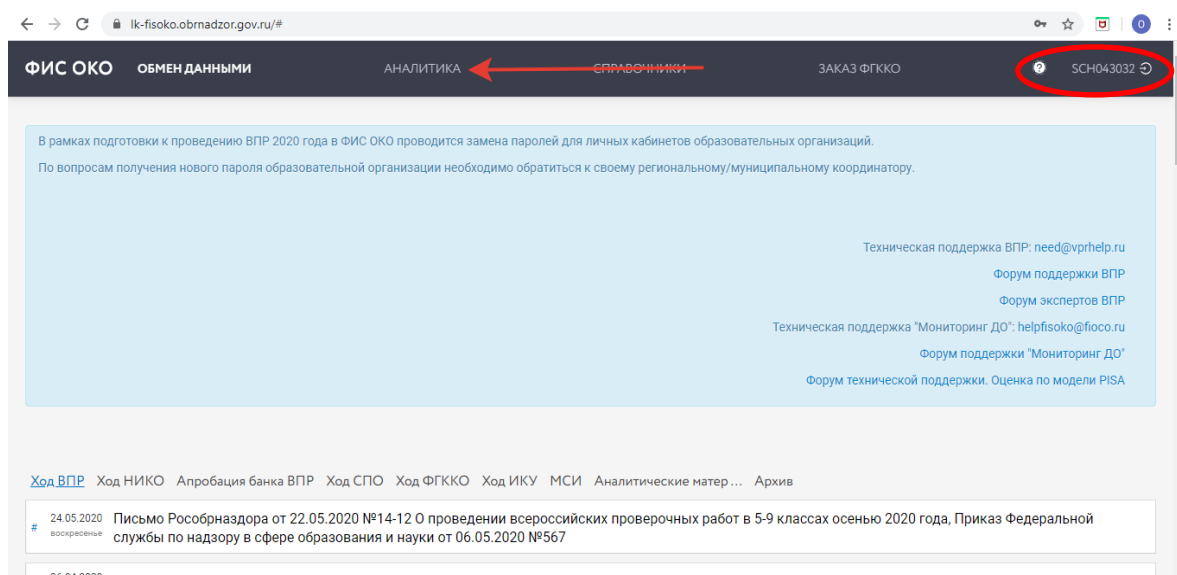 lk-fisoko.obrnadzor.gov.ru/#
О
ФИС ОКО ОБМЕН ДАННЫМИ АНАЛИТИКА СПРАВОЧНИКИ ЗАКАЗ ФГККО ? SCH043032
В рамках подготовки к проведению ВПР 2020 года в ФИС ОКО проводится замена паролей для личных кабинетов образовательных организаций.
По вопросам получения нового пароля образовательной организации необходимо обратиться к своему региональному/муниципальному координатору.
Техническая поддержка ВПР: need@vprhelp.ru
Форум поддержки ВПР
Форум экспертов ВПР
Техническая поддержка "Мониторинг ДО": helpfisoko@fioco.ru
Форум поддержки "Мониторинг ДО"
Форум технической поддержки. Оценка по модели PISA
Ход ВПР Ход НИКО Апробация банка ВПР Ход СПО Ход ФГККО Ход ИКУ МСИ Аналитические матер... Архив
# 24.05.2020 Письмо Рособрназдора от 22.05.2020 №14-12 О проведении всероссийских проверочных работ в 5-9 классах осенью 2020 года, Приказ Федеральной
воскресенье службы по надзору в сфере образования и науки от 06.05.2020 №567